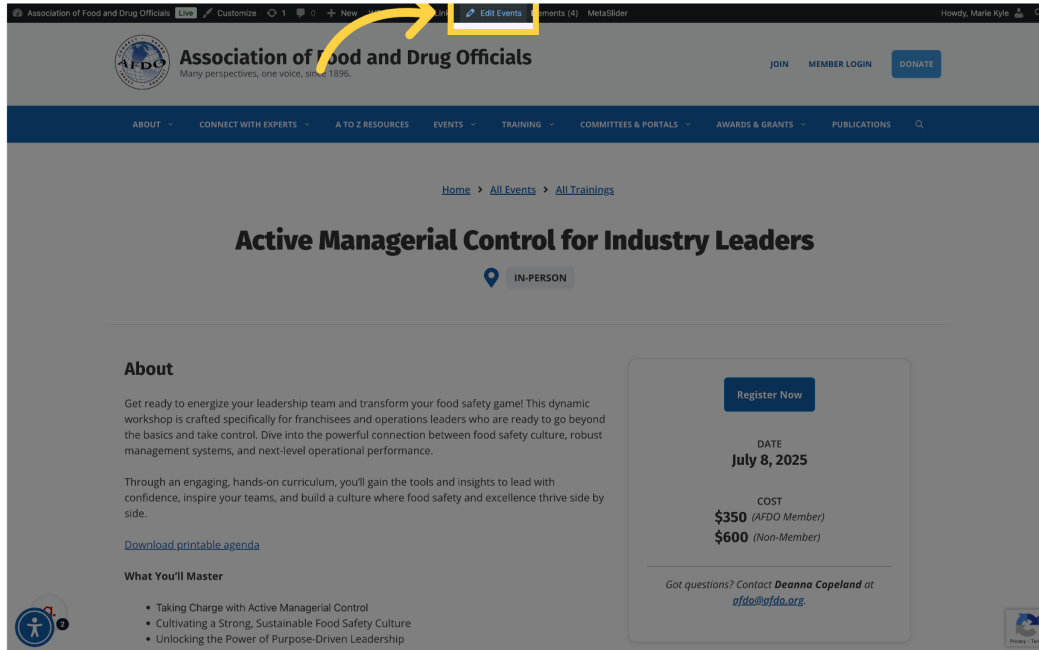 Association of Food and Drug Officials Live Customize 1 0 New Edit Events Elements (4) MetaSlider Howdy, Marie Kyle
AFDO
Association of Food and Drug Officials
Many perspectives, one voice, since 1896.
JOIN MEMBER LOGIN DONATE
ABOUT CONNECT WITH EXPERTS A TO Z RESOURCES EVENTS TRAINING COMMITTEES & PORTALS AWARDS & GRANTS PUBLICATIONS
Home > All Events > All Trainings
Active Managerial Control for Industry Leaders
IN-PERSON
About
Get ready to energize your leadership team and transform your food safety game! This dynamic
workshop is crafted specifically for franchisees and operations leaders who are ready to go beyond
the basics and take control. Dive into the powerful connection between food safety culture, robust
management systems, and next-level operational performance.
Through an engaging, hands-on curriculum, you'll gain the tools and insights to lead with
confidence, inspire your teams, and build a culture where food safety and excellence thrive side by
side.
Download printable agenda
What You'll Master
• Taking Charge with Active Managerial Control
• Cultivating a Strong, Sustainable Food Safety Culture
• Unlocking the Power of Purpose-Driven Leadership
Register Now
DATE
July 8, 2025
COST
$350 (AFDO Member)
$600 (Non-Member)
Got questions? Contact Deanna Copeland at
afdo@afdo.org.
2
Privacy